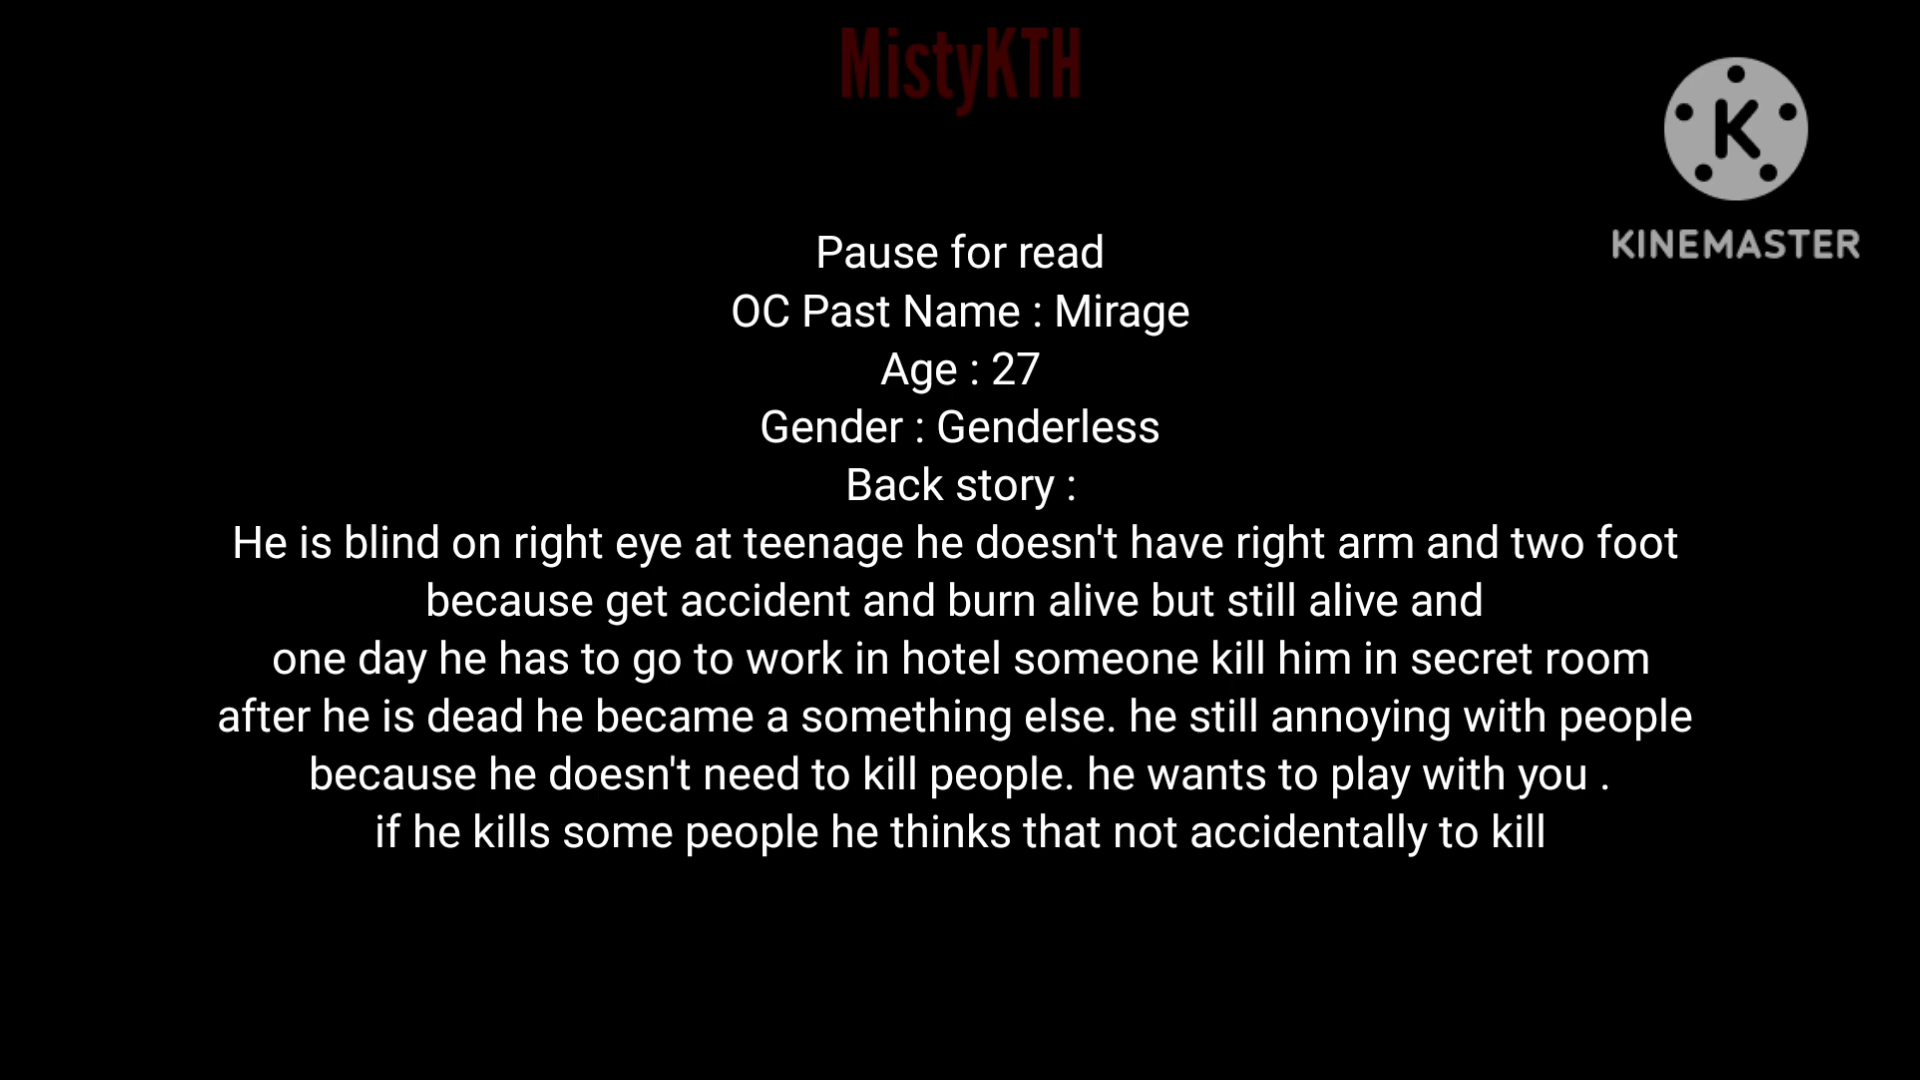 MistyKTH
KINEMASTER
Pause for read
OC Past Name : Mirage
Age : 27
Gender : Genderless
Back story :
He is blind on right eye at teenage he doesn't have right arm and two foot
because get accident and burn alive but still alive and
one day he has to go to work in hotel someone kill him in secret room
after he is dead he became a something else. he still annoying with people
because he doesn't need to kill people. he wants to play with you .
if he kills some people he thinks that not accidentally to kill